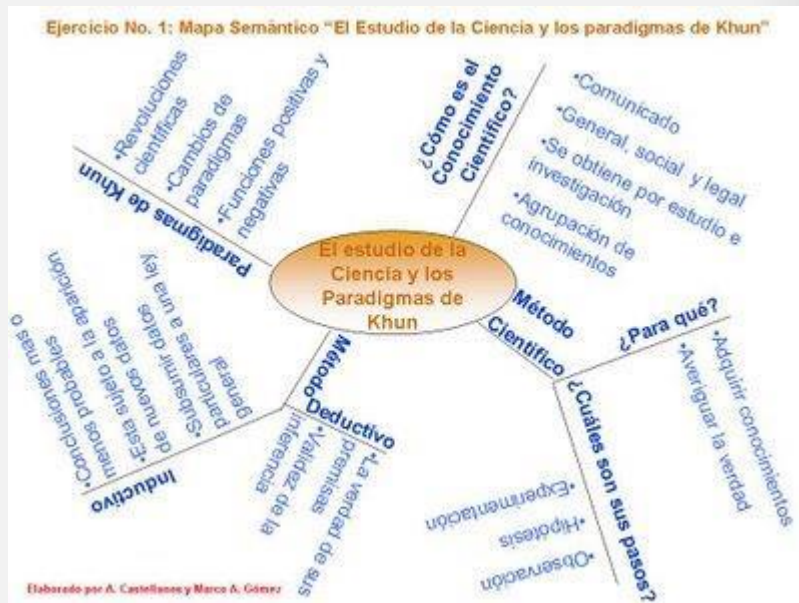 Ejercicio No. 1: Mapa Semántico “El Estudio de la Ciencia y los paradigmas de Khun”
El estudio de la
Ciencia y los
Paradigmas de
Khun
Paradigmas de Khun
•Revoluciones
científicas
•Cambios de
paradigmas
•Funciones positivas y
negativas
¿Cómo es el
Conocimiento
Científico?
•Comunicado
•General, social y legal
•Se obtiene por estudio e
investigación
•Agrupación de
conocimientos
Método
Científico
¿Para qué?
•Adquirir conocimientos
•Averiguar la verdad
¿Cuáles son sus pasos?
•Observación
•Hipótesis
•Experimentación
Método
Deductivo
•La verdad de sus
premisas
•Validez de la
inferencia
Inductivo
•Conclusiones mas o
menos probables
•Esta sujeto a la aparición
de nuevos datos
•Subsumir datos
particulares a una ley
general
Elaborado por A. Castellanos y Marco A. Gómez